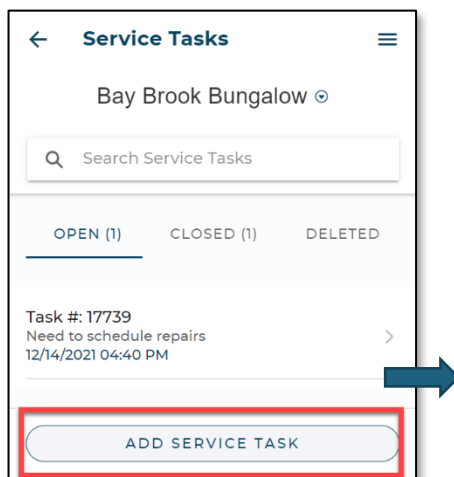 Service Tasks
Bay Brook Bungalow
Search Service Tasks
OPEN (1) CLOSED (1) DELETED
Task #: 17739
Need to schedule repairs
12/14/2021 04:40 PM
ADD SERVICE TASK